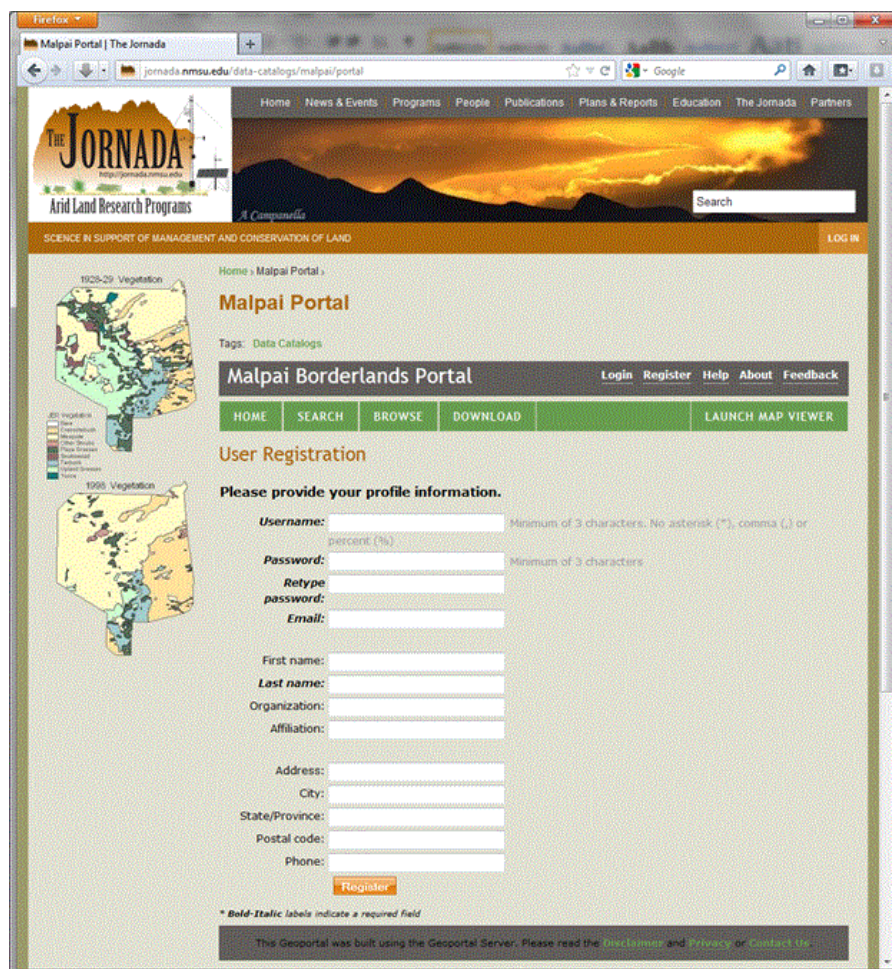 Firefox
Malpai Portal | The Jornada
jornada.nmsu.edu/data-catalogs/malpai/portal
Google
THE JORNADA
http://jornada.nmsu.edu
Arid Land Research Programs
Home News & Events Programs People Publications Plans & Reports Education The Jornada Partners
A Campanella
Search
SCIENCE IN SUPPORT OF MANAGEMENT AND CONSERVATION OF LAND
LOG IN
1928-29 Vegetation
JER Vegetation
1998 Vegetation
Home › Malpai Portal ›
Malpai Portal
Tags: Data Catalogs
Malpai Borderlands Portal
Login Register Help About Feedback
HOME SEARCH BROWSE DOWNLOAD LAUNCH MAP VIEWER
User Registration
Please provide your profile information.
Username: Minimum of 3 characters. No asterisk (*), comma (,) or
percent (%)
Password: Minimum of 3 characters
Retype
password:
Email:
First name:
Last name:
Organization:
Affiliation:
Address:
City:
State/Province:
Postal code:
Phone:
Register
* Bold-Italic labels indicate a required field
This Geoportal was built using the Geoportal Server. Please read the Disclaimer and Privacy or Contact Us.